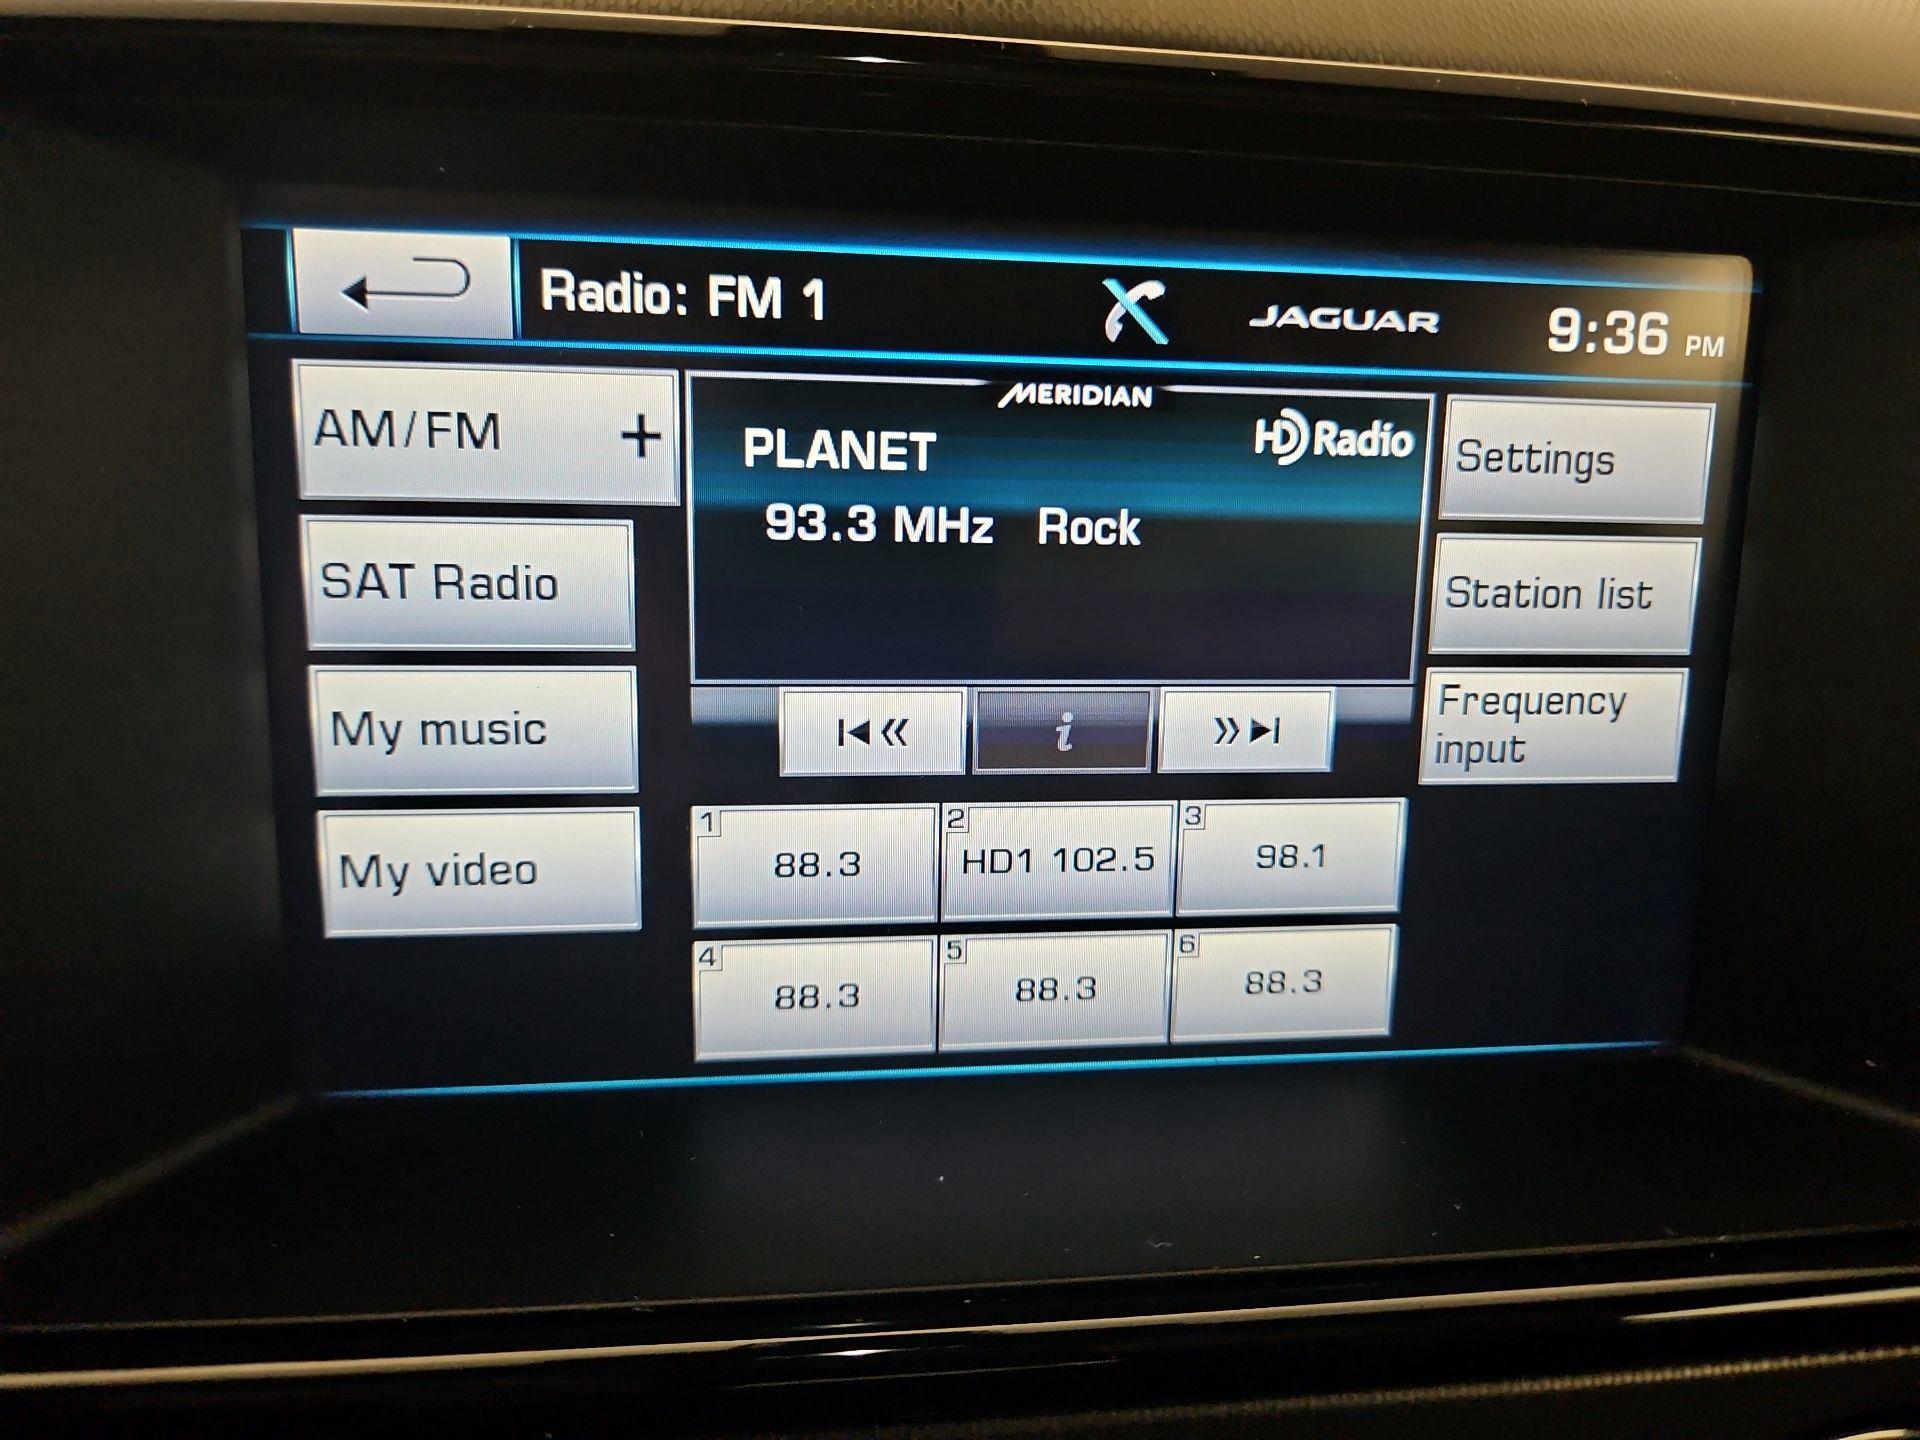 Radio: FM 1
JAGUAR
9:36 PM
AM/FM +
SAT Radio
My music
My video
MERIDIAN
HD Radio
PLANET
93.3 MHz Rock
i
Settings
Station list
Frequency
input
1
88.3
2
HD1 102.5
3
98.1
4
88.3
5
88.3
6
88.3